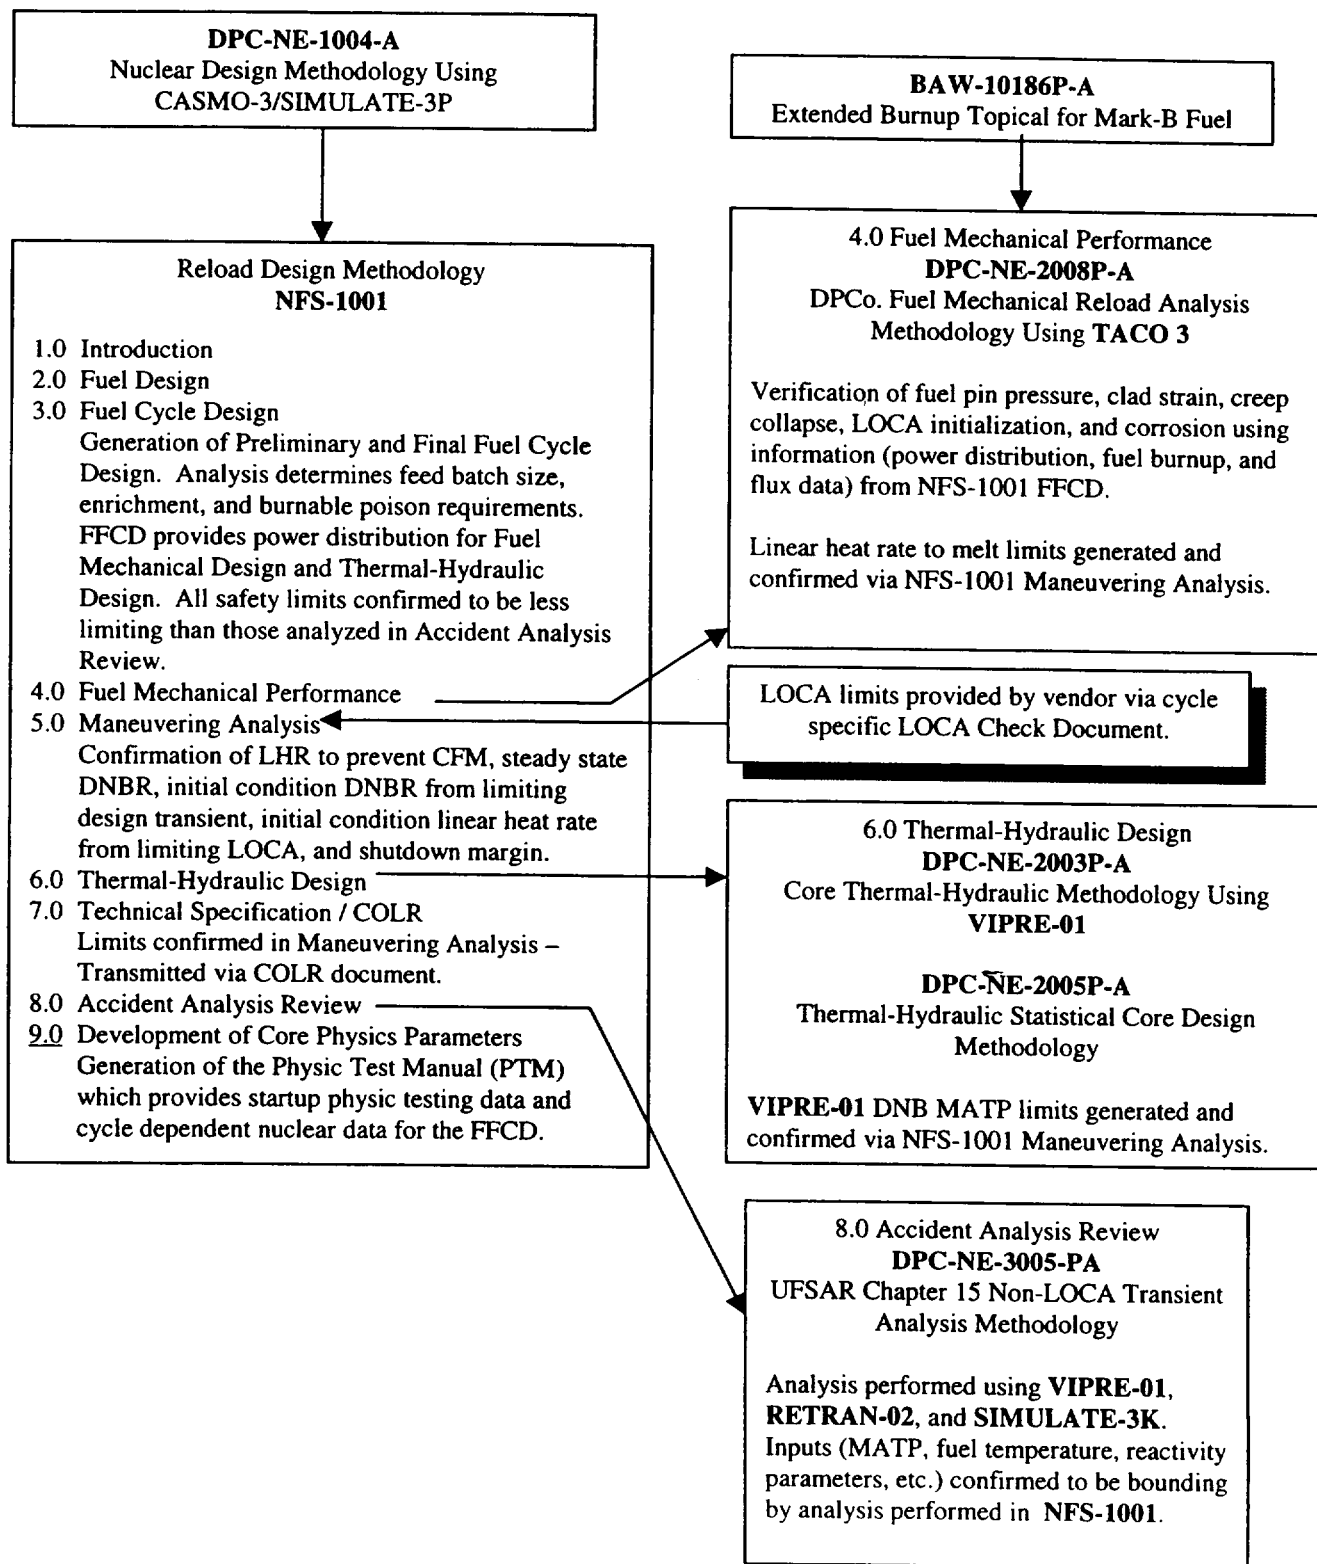 DPC-NE-1004-A
Nuclear Design Methodology Using
CASMO-3/SIMULATE-3P
BAW-10186P-A
Extended Burnup Topical for Mark-B Fuel
Reload Design Methodology
NFS-1001
1.0 Introduction
2.0 Fuel Design
3.0 Fuel Cycle Design
Generation of Preliminary and Final Fuel Cycle
Design. Analysis determines feed batch size,
enrichment, and burnable poison requirements.
FFCD provides power distribution for Fuel
Mechanical Design and Thermal-Hydraulic
Design. All safety limits confirmed to be less
limiting than those analyzed in Accident Analysis
Review.
4.0 Fuel Mechanical Performance
5.0 Maneuvering Analysis
Confirmation of LHR to prevent CFM, steady state
DNBR, initial condition DNBR from limiting
design transient, initial condition linear heat rate
from limiting LOCA, and shutdown margin.
6.0 Thermal-Hydraulic Design
7.0 Technical Specification / COLR
Limits confirmed in Maneuvering Analysis –
Transmitted via COLR document.
8.0 Accident Analysis Review
9.0 Development of Core Physics Parameters
Generation of the Physic Test Manual (PTM)
which provides startup physic testing data and
cycle dependent nuclear data for the FFCD.
4.0 Fuel Mechanical Performance
DPC-NE-2008P-A
DPCo. Fuel Mechanical Reload Analysis
Methodology Using TACO 3
Verification of fuel pin pressure, clad strain, creep
collapse, LOCA initialization, and corrosion using
information (power distribution, fuel burnup, and
flux data) from NFS-1001 FFCD.
Linear heat rate to melt limits generated and
confirmed via NFS-1001 Maneuvering Analysis.
LOCA limits provided by vendor via cycle
specific LOCA Check Document.
6.0 Thermal-Hydraulic Design
DPC-NE-2003P-A
Core Thermal-Hydraulic Methodology Using
VIPRE-01
DPC-NE-2005P-A
Thermal-Hydraulic Statistical Core Design
Methodology
VIPRE-01 DNB MATP limits generated and
confirmed via NFS-1001 Maneuvering Analysis.
8.0 Accident Analysis Review
DPC-NE-3005-PA
UFSAR Chapter 15 Non-LOCA Transient
Analysis Methodology
Analysis performed using VIPRE-01,
RETRAN-02, and SIMULATE-3K.
Inputs (MATP, fuel temperature, reactivity
parameters, etc.) confirmed to be bounding
by analysis performed in NFS-1001.